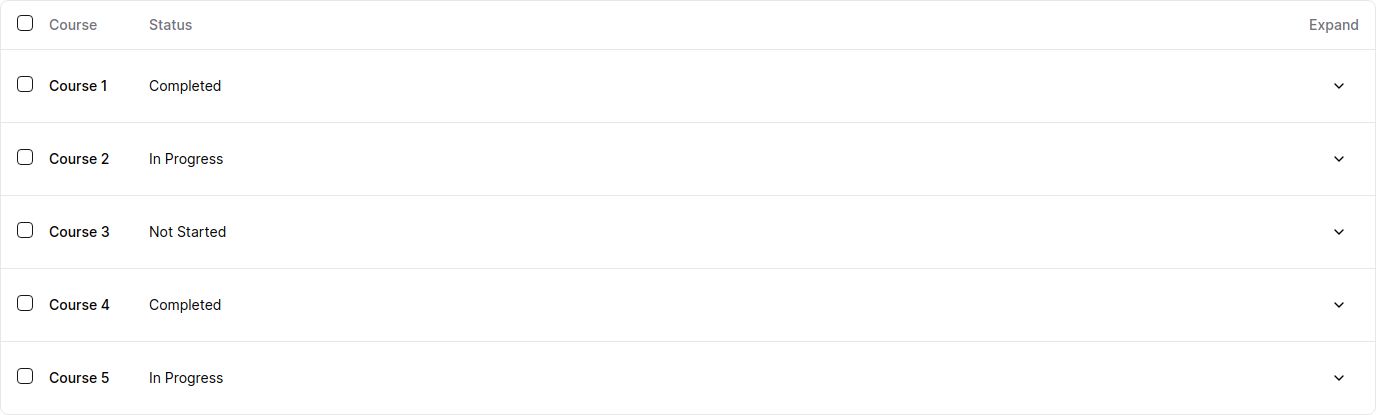 Course Status Expand
Course 1 Completed
Course 2 In Progress
Course 3 Not Started
Course 4 Completed
Course 5 In Progress